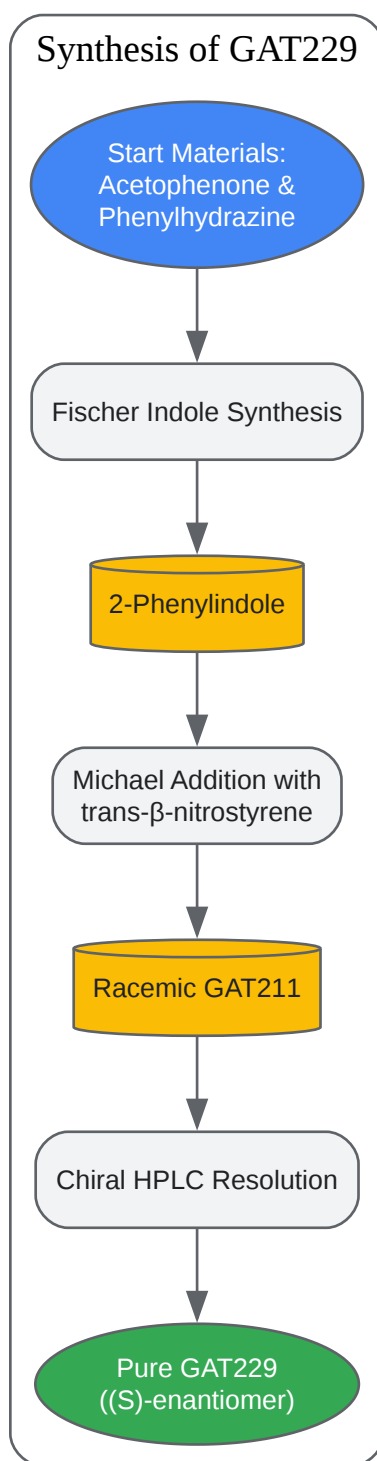 Synthesis of GAT229
Start Materials:
Acetophenone &
Phenylhydrazine
Fischer Indole Synthesis
2-Phenylindole
Michael Addition with
trans-β-nitrostyrene
Racemic GAT211
Chiral HPLC Resolution
Pure GAT229
((S)-enantiomer)